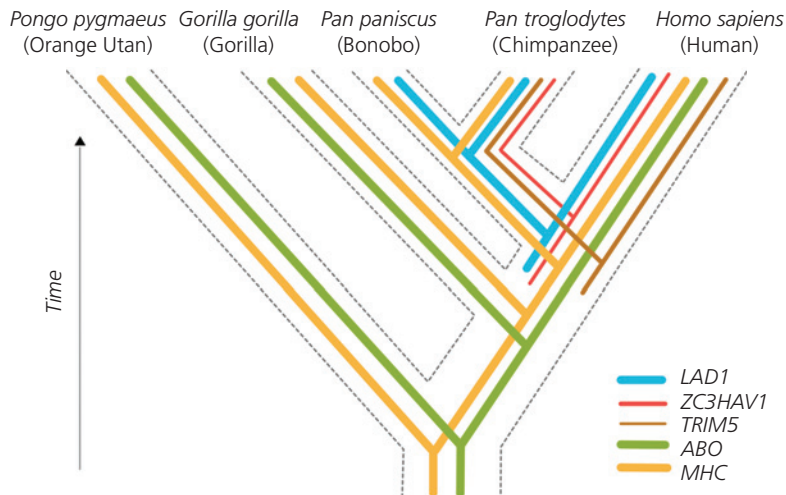 Pongo pygmaeus Gorilla gorilla Pan paniscus Pan troglodytes Homo sapiens
(Orange Utan) (Gorilla) (Bonobo) (Chimpanzee) (Human)
Time
LAD1
ZC3HAV1
TRIM5
ABO
MHC